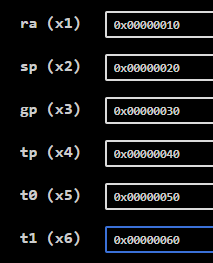 ra (x1) 0x00000010
sp (x2) 0x00000020
gp (x3) 0x00000030
tp (x4) 0x00000040
t0 (x5) 0x00000050
t1 (x6) 0x00000060